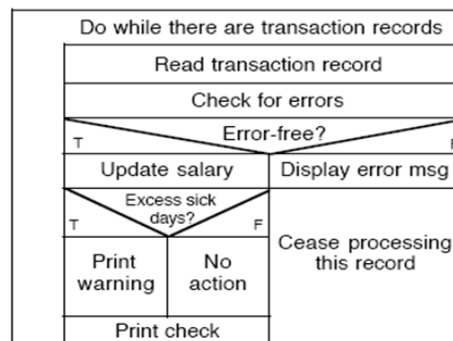 Do while there are transaction records
Read transaction record
Check for errors
Error-free?
T
F
Update salary
Display error msg
Excess sick
days?
T
F
Cease processing
this record
Print
warning
No
action
Print check